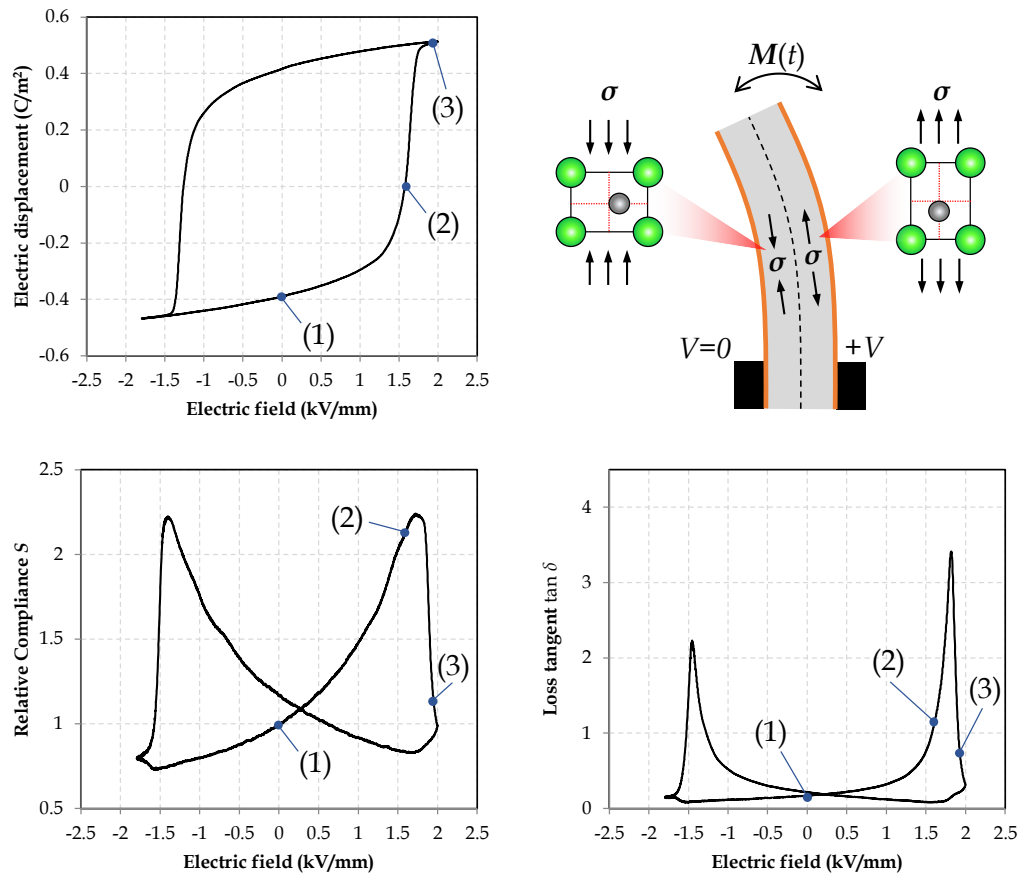 Electric displacement (C/m²)
0.6
0.4
0.2
0
-0.2
-0.4
-0.6
-2.5 -2 -1.5 -1 -0.5 0 0.5 1 1.5 2 2.5
Electric field (kV/mm)
(1)
(2)
(3)
M(t)
σ
σ
σ
σ
V=0
+V
Relative Compliance S
2.5
2
1.5
1
0.5
-2.5 -2 -1.5 -1 -0.5 0 0.5 1 1.5 2 2.5
Electric field (kV/mm)
(2)
(3)
(1)
Loss tangent tan δ
4
3
2
1
0
-2.5 -2 -1.5 -1 -0.5 0 0.5 1 1.5 2 2.5
Electric field (kV/mm)
(1)
(2)
(3)